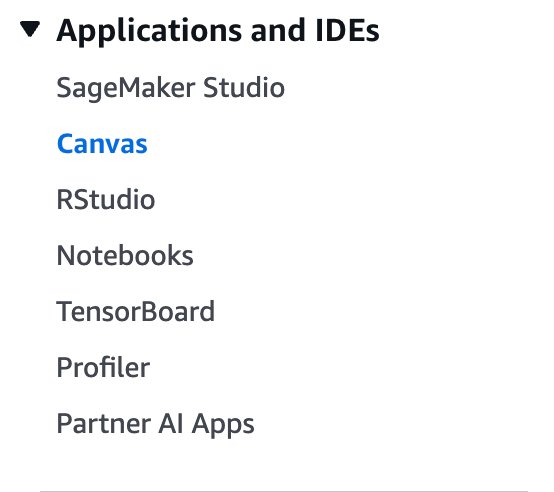 Applications and IDEs
SageMaker Studio
Canvas
RStudio
Notebooks
TensorBoard
Profiler
Partner AI Apps